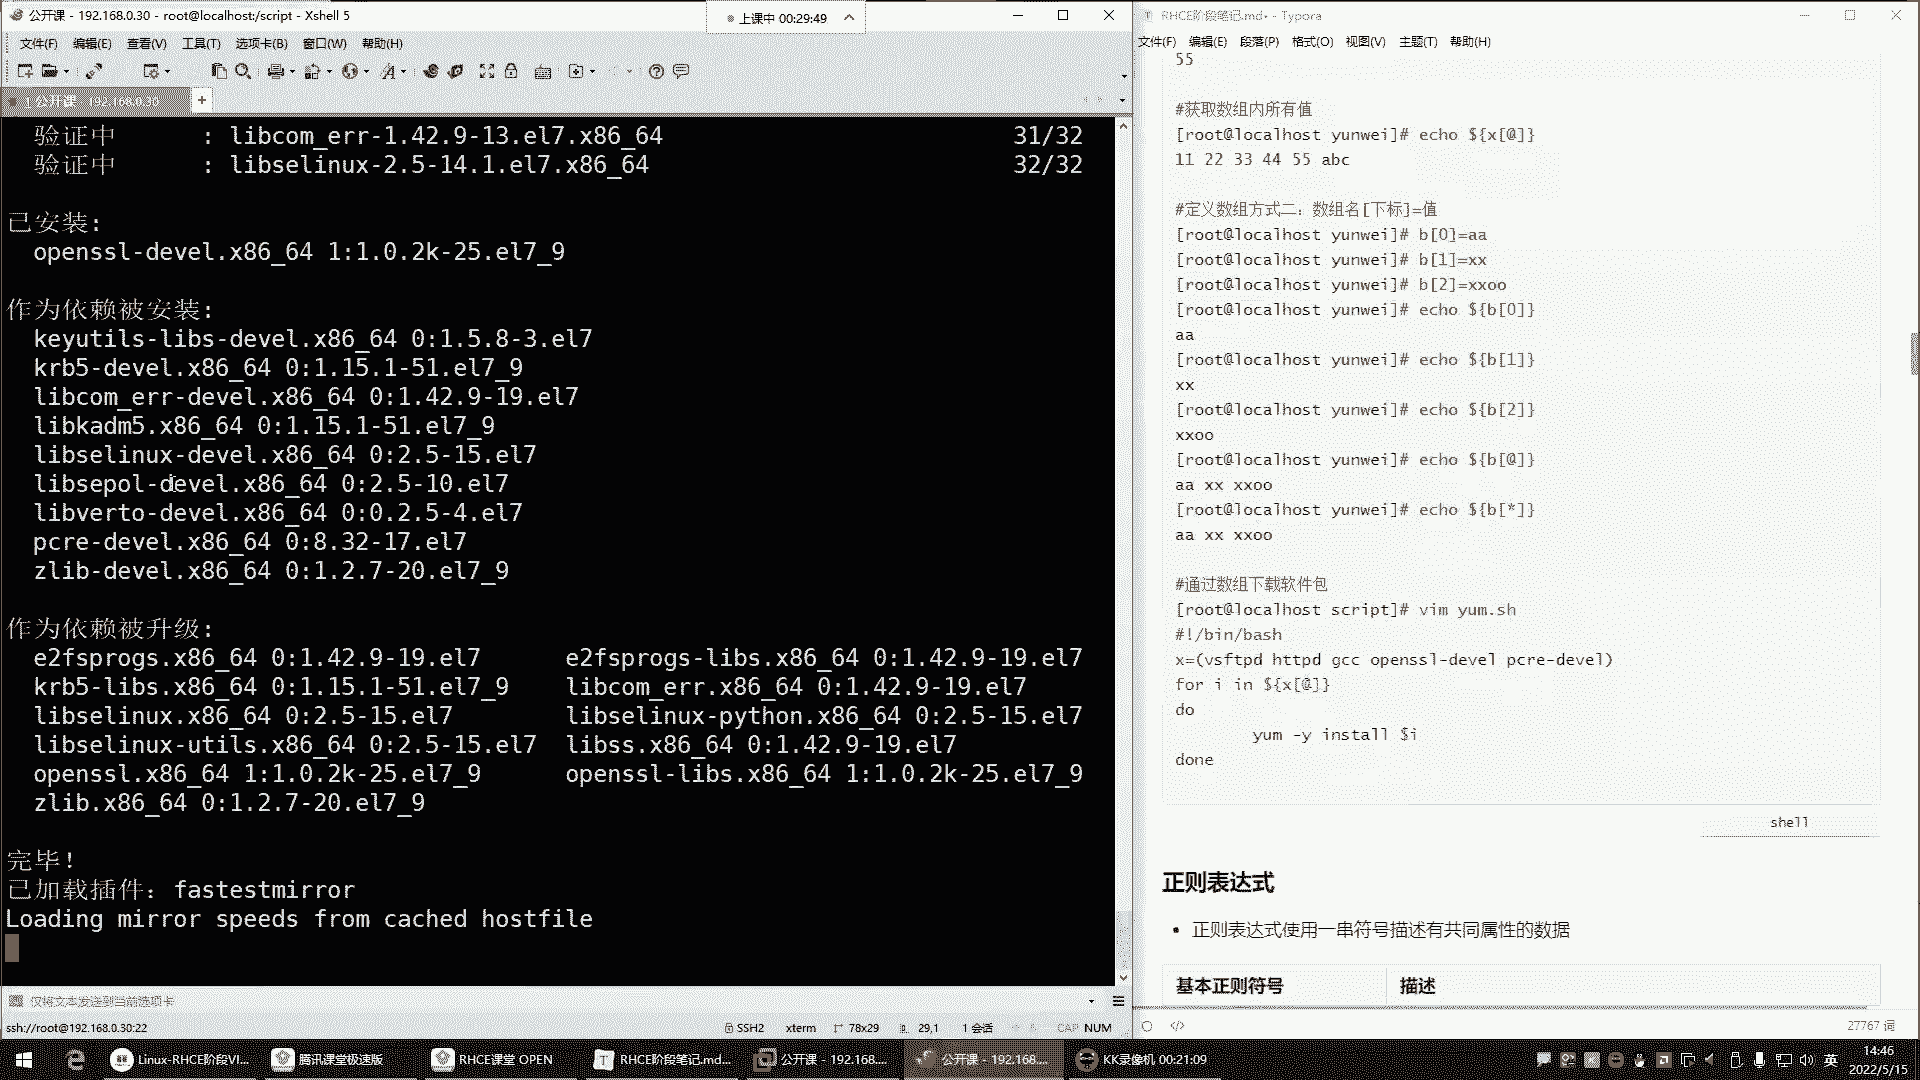 公开课 - 192.168.0.30 - root@localhost:/script - Xshell 5
上课中 00:29:49
文件(F) 编辑(E) 查看(V) 工具(T) 选项卡(B) 窗口(W) 帮助(H)
1 公开课 - 192.168.0.30
验证中 : libcom_err-1.42.9-13.el7.x86_64 31/32
验证中 : libselinux-2.5-14.1.el7.x86_64 32/32
已安装:
openssl-devel.x86_64 1:1.0.2k-25.el7_9
作为依赖被安装:
keyutils-libs-devel.x86_64 0:1.5.8-3.el7
krb5-devel.x86_64 0:1.15.1-51.el7_9
libcom_err-devel.x86_64 0:1.42.9-19.el7
libkadm5.x86_64 0:1.15.1-51.el7_9
libselinux-devel.x86_64 0:2.5-15.el7
libsepol-devel.x86_64 0:2.5-10.el7
libverto-devel.x86_64 0:0.2.5-4.el7
pcre-devel.x86_64 0:8.32-17.el7
zlib-devel.x86_64 0:1.2.7-20.el7_9
作为依赖被升级:
e2fsprogs.x86_64 0:1.42.9-19.el7 e2fsprogs-libs.x86_64 0:1.42.9-19.el7
krb5-libs.x86_64 0:1.15.1-51.el7_9 libcom_err.x86_64 0:1.42.9-19.el7
libselinux.x86_64 0:2.5-15.el7 libselinux-python.x86_64 0:2.5-15.el7
libselinux-utils.x86_64 0:2.5-15.el7 libss.x86_64 0:1.42.9-19.el7
openssl.x86_64 1:1.0.2k-25.el7_9 openssl-libs.x86_64 1:1.0.2k-25.el7_9
zlib.x86_64 0:1.2.7-20.el7_9
完毕!
已加载插件: fastestmirror
Loading mirror speeds from cached hostfile
仅将文本发送到当前选项卡
ssh://root@192.168.0.30:22 SSH2 xterm 78x29 29,1 1 会话 CAP NUM
RHCE阶段笔记.md• - Typora
文件(F) 编辑(E) 段落(P) 格式(O) 视图(V) 主题(T) 帮助(H)
55
#获取数组内所有值
[root@localhost yunwei]# echo ${x[@]}
11 22 33 44 55 abc
#定义数组方式二：数组名[下标]=值
[root@localhost yunwei]# b[0]=aa
[root@localhost yunwei]# b[1]=xx
[root@localhost yunwei]# b[2]=xxoo
[root@localhost yunwei]# echo ${b[0]}
aa
[root@localhost yunwei]# echo ${b[1]}
xx
[root@localhost yunwei]# echo ${b[2]}
xxoo
[root@localhost yunwei]# echo ${b[@]}
aa xx xxoo
[root@localhost yunwei]# echo ${b[*]}
aa xx xxoo
#通过数组下载软件包
[root@localhost script]# vim yum.sh
#!/bin/bash
x=(vsftpd httpd gcc openssl-devel pcre-devel)
for i in ${x[@]}
do
yum -y install $i
done
shell
正则表达式
• 正则表达式使用一串符号描述有共同属性的数据
基本正则符号 描述
27767 词
Linux-RHCE阶段VI... 腾讯课堂极速版 RHCE课堂 OPEN RHCE阶段笔记.md... 公开课 - 192.168.... 公开课 - 192.168.... KK录像机 00:21:09 英 14:46
2022/5/15